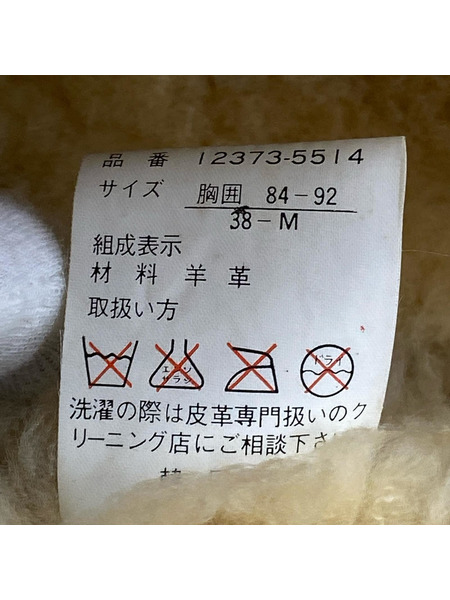 品番 12373-5514
サイズ 胸囲 84-92
38-M
組成表示
材料 羊革
取扱い方
エンソ サラシ ドライ
洗濯の際は皮革専門扱いのク
リーニング店にご相談下さ